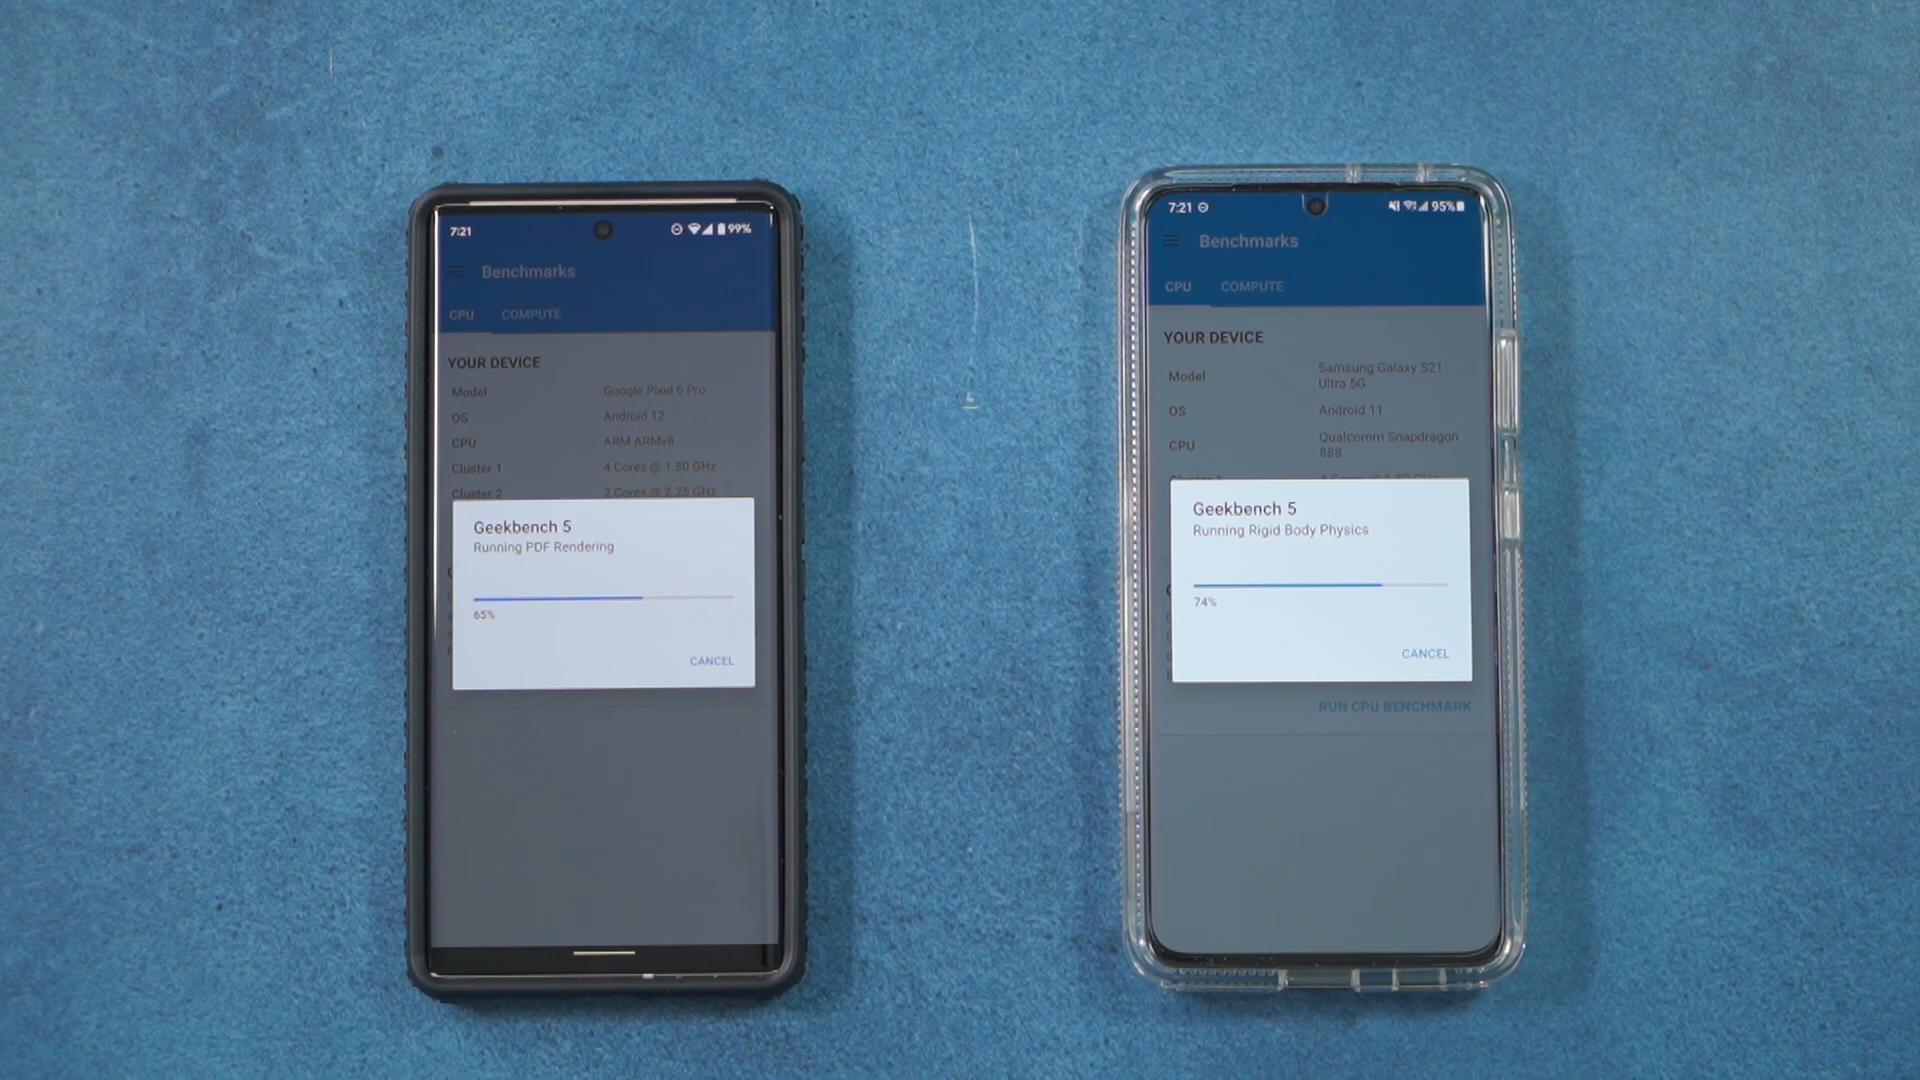 7:21
99%
Benchmarks
CPU COMPUTE
YOUR DEVICE
Model Google Pixel 6 Pro
OS Android 12
CPU ARM ARMv8
Cluster 1 4 Cores @ 1.80 GHz
Cluster 2 2 Cores @ 2.25 GHz
Geekbench 5
Running PDF Rendering
65%
CANCEL
7:21
95%
Benchmarks
CPU COMPUTE
YOUR DEVICE
Model Samsung Galaxy S21
Ultra 5G
OS Android 11
CPU Qualcomm Snapdragon
888
Geekbench 5
Running Rigid Body Physics
74%
CANCEL
RUN CPU BENCHMARK